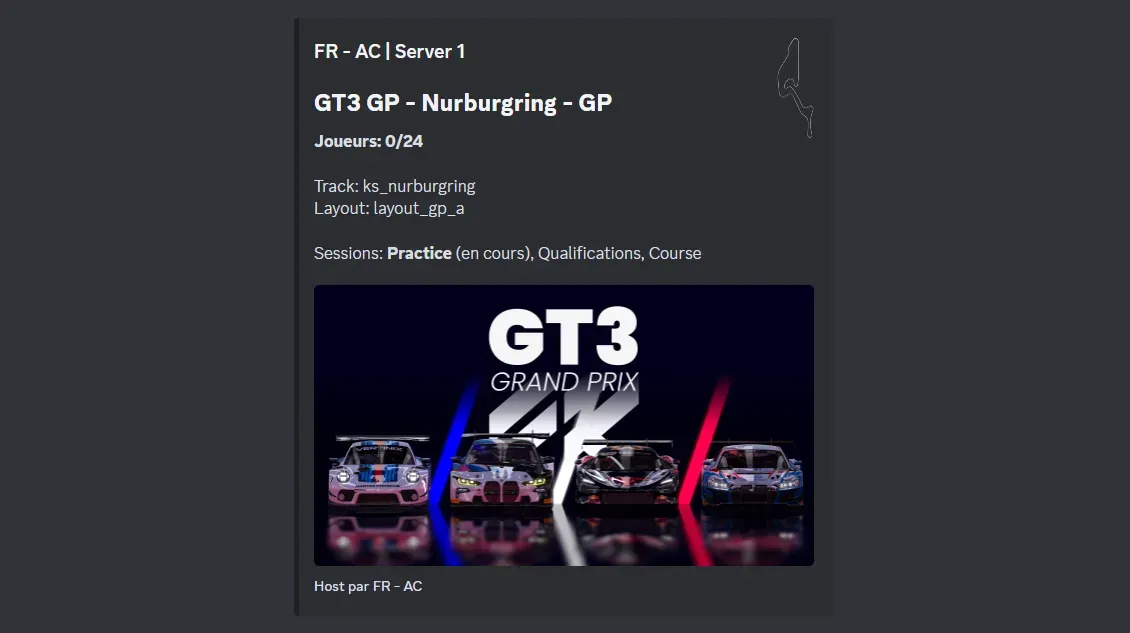 FR - AC | Server 1
GT3 GP - Nurburgring - GP
Joueurs: 0/24
Track: ks_nurburgring
Layout: layout_gp_a
Sessions: Practice (en cours), Qualifications, Course
GT3
GRAND PRIX
VERTINIX
Host par FR - AC